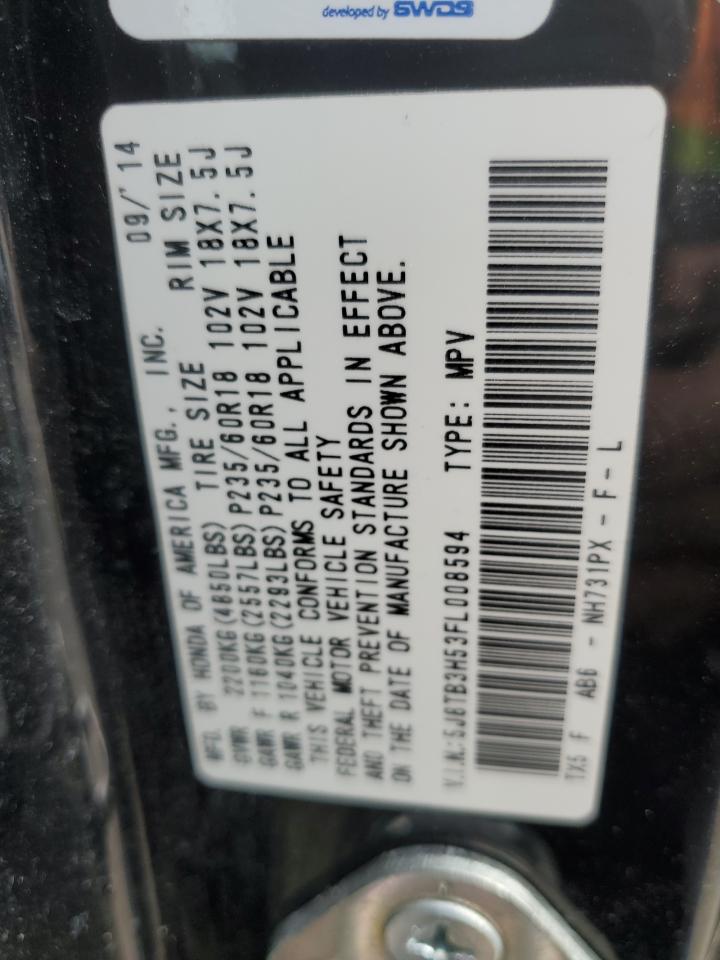 developed by SWDS
MFD. BY HONDA OF AMERICA MFG., INC. 09/'14
GVWR 2200KG(4850LBS) TIRE SIZE RIM SIZE
GAWR F 1160KG(2557LBS) P235/60R18 102V 18X7.5J
GAWR R 1040KG(2293LBS) P235/60R18 102V 18X7.5J
THIS VEHICLE CONFORMS TO ALL APPLICABLE
FEDERAL MOTOR VEHICLE SAFETY
AND THEFT PREVENTION STANDARDS IN EFFECT
ON THE DATE OF MANUFACTURE SHOWN ABOVE.
V.I.N.:5J8TB3H53FL008594 TYPE: MPV
TX5 F AB6 - NH731PX - F - L